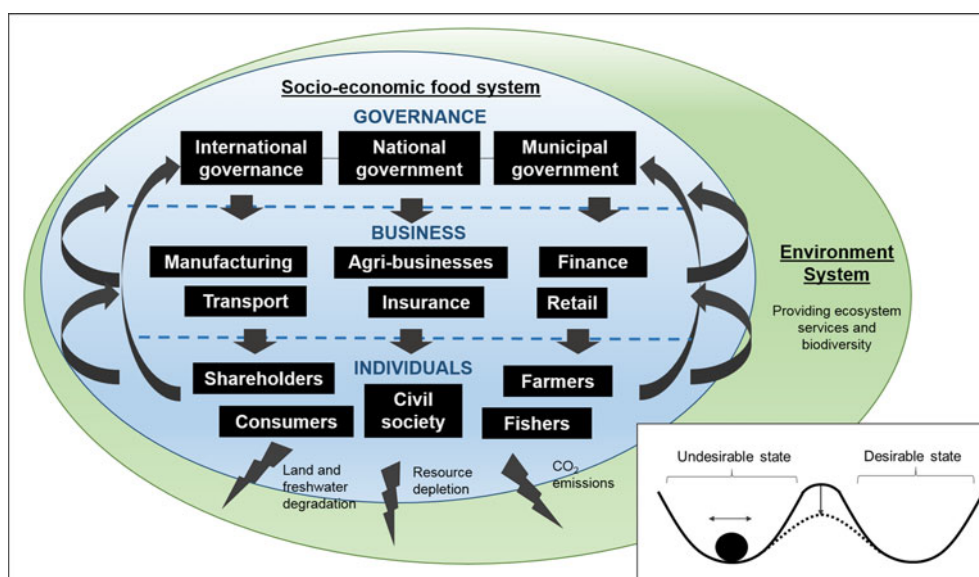 Socio-economic food system
GOVERNANCE
International
governance
National
government
Municipal
government
BUSINESS
Manufacturing
Agri-businesses
Finance
Transport
Insurance
Retail
INDIVIDUALS
Shareholders
Civil
society
Farmers
Consumers
Fishers
Land and
freshwater
degradation
Resource
depletion
CO₂
emissions
Environment
System
Providing ecosystem
services and
biodiversity
Undesirable state
Desirable state